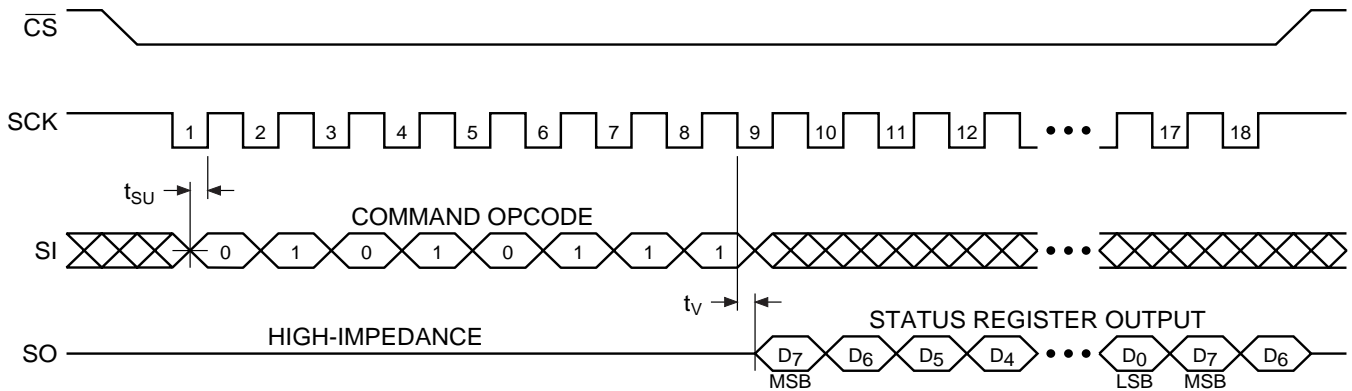 CS
SCK 1 2 3 4 5 6 7 8 9 10 11 12 ••• 17 18
tSU
COMMAND OPCODE
SI 0 1 0 1 0 1 1 1 •••
tV
HIGH-IMPEDANCE STATUS REGISTER OUTPUT
SO D7 D6 D5 D4 ••• D0 D7 D6
MSB LSB MSB